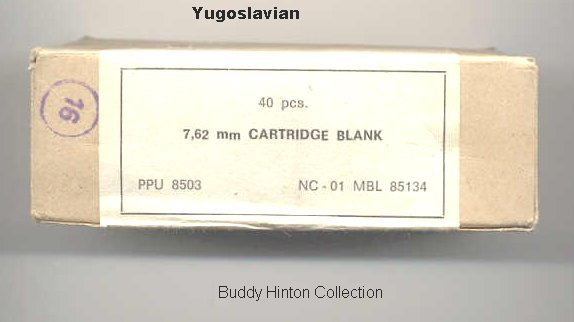 Yugoslavian
16
40 pcs.
7,62 mm CARTRIDGE BLANK
PPU 8503 NC-01 MBL 85134
Buddy Hinton Collection